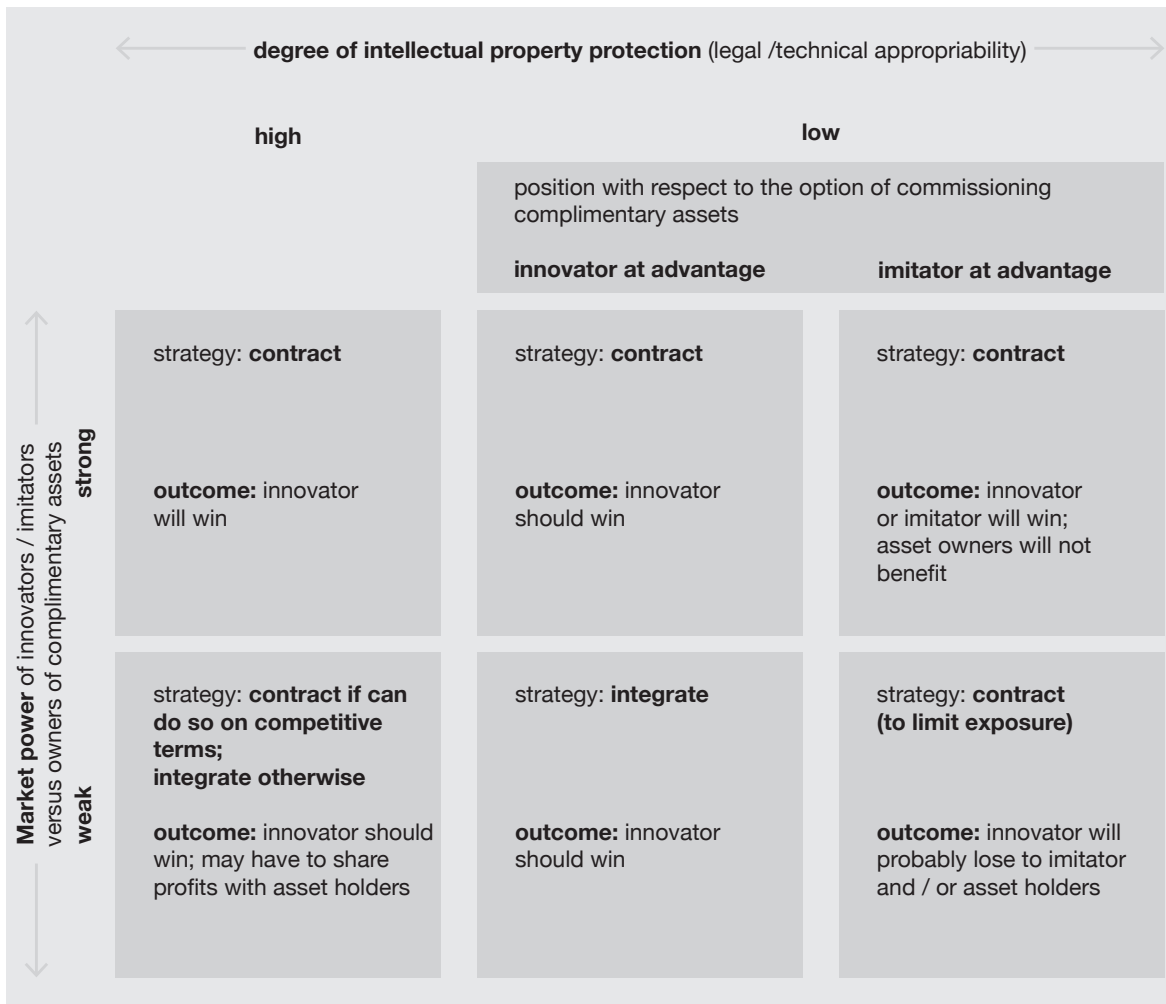 degree of intellectual property protection (legal /technical appropriability)
high
low
position with respect to the option of commissioning
complimentary assets
innovator at advantage
imitator at advantage
Market power of innovators / imitators
versus owners of complimentary assets
strong
weak
strategy: contract
outcome: innovator
will win
strategy: contract
outcome: innovator
should win
strategy: contract
outcome: innovator
or imitator will win;
asset owners will not
benefit
strategy: contract if can
do so on competitive
terms;
integrate otherwise
outcome: innovator should
win; may have to share
profits with asset holders
strategy: integrate
outcome: innovator
should win
strategy: contract
(to limit exposure)
outcome: innovator will
probably lose to imitator
and / or asset holders